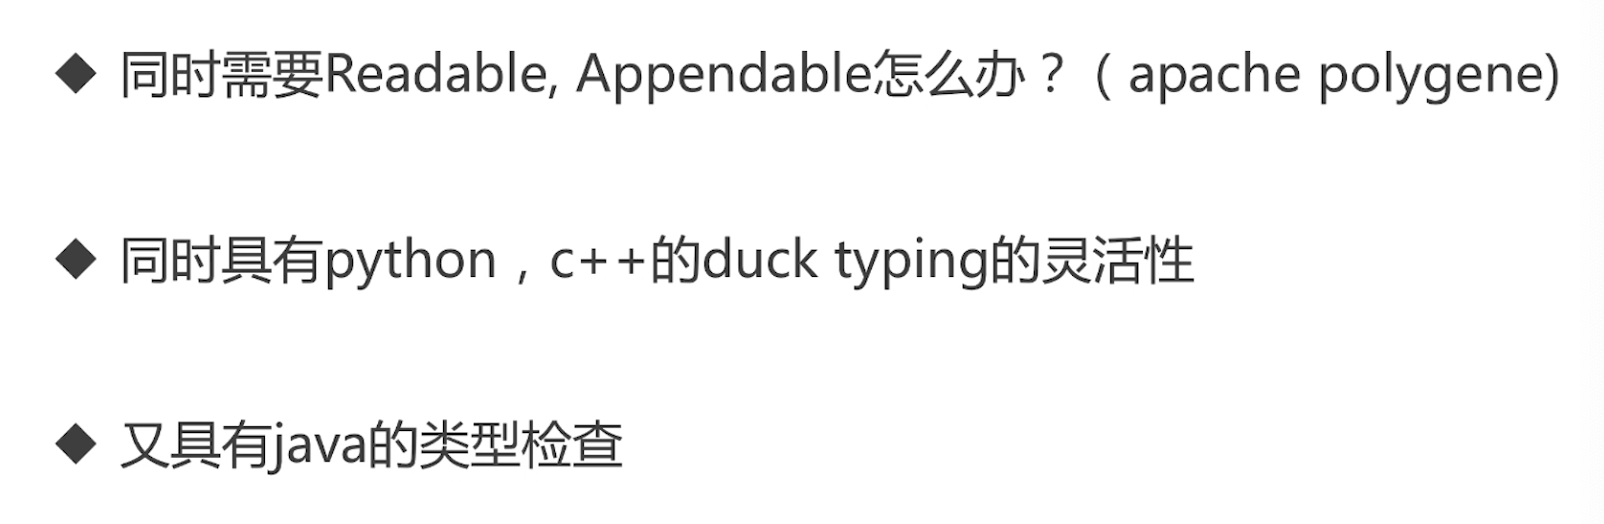 ◆ 同时需要Readable, Appendable怎么办？（ apache polygene)
◆ 同时具有python，c++的duck typing的灵活性
◆ 又具有java的类型检查